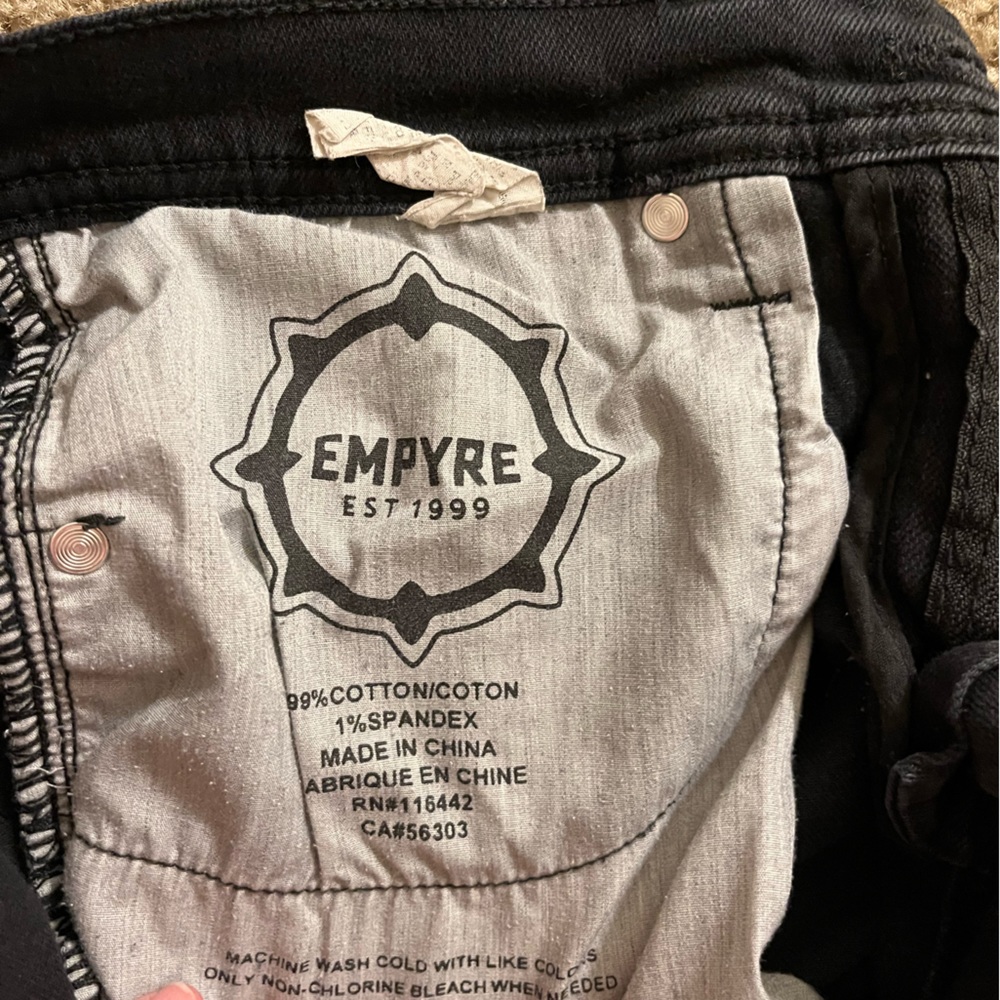 EMPYRE
EST 1999
99%COTTON/COTON
1%SPANDEX
MADE IN CHINA
ABRIQUE EN CHINE
RN#116442
CA#56303
MACHINE WASH COLD WITH LIKE
ONLY NON-CHLORINE BLEACH WHEN NEEDED